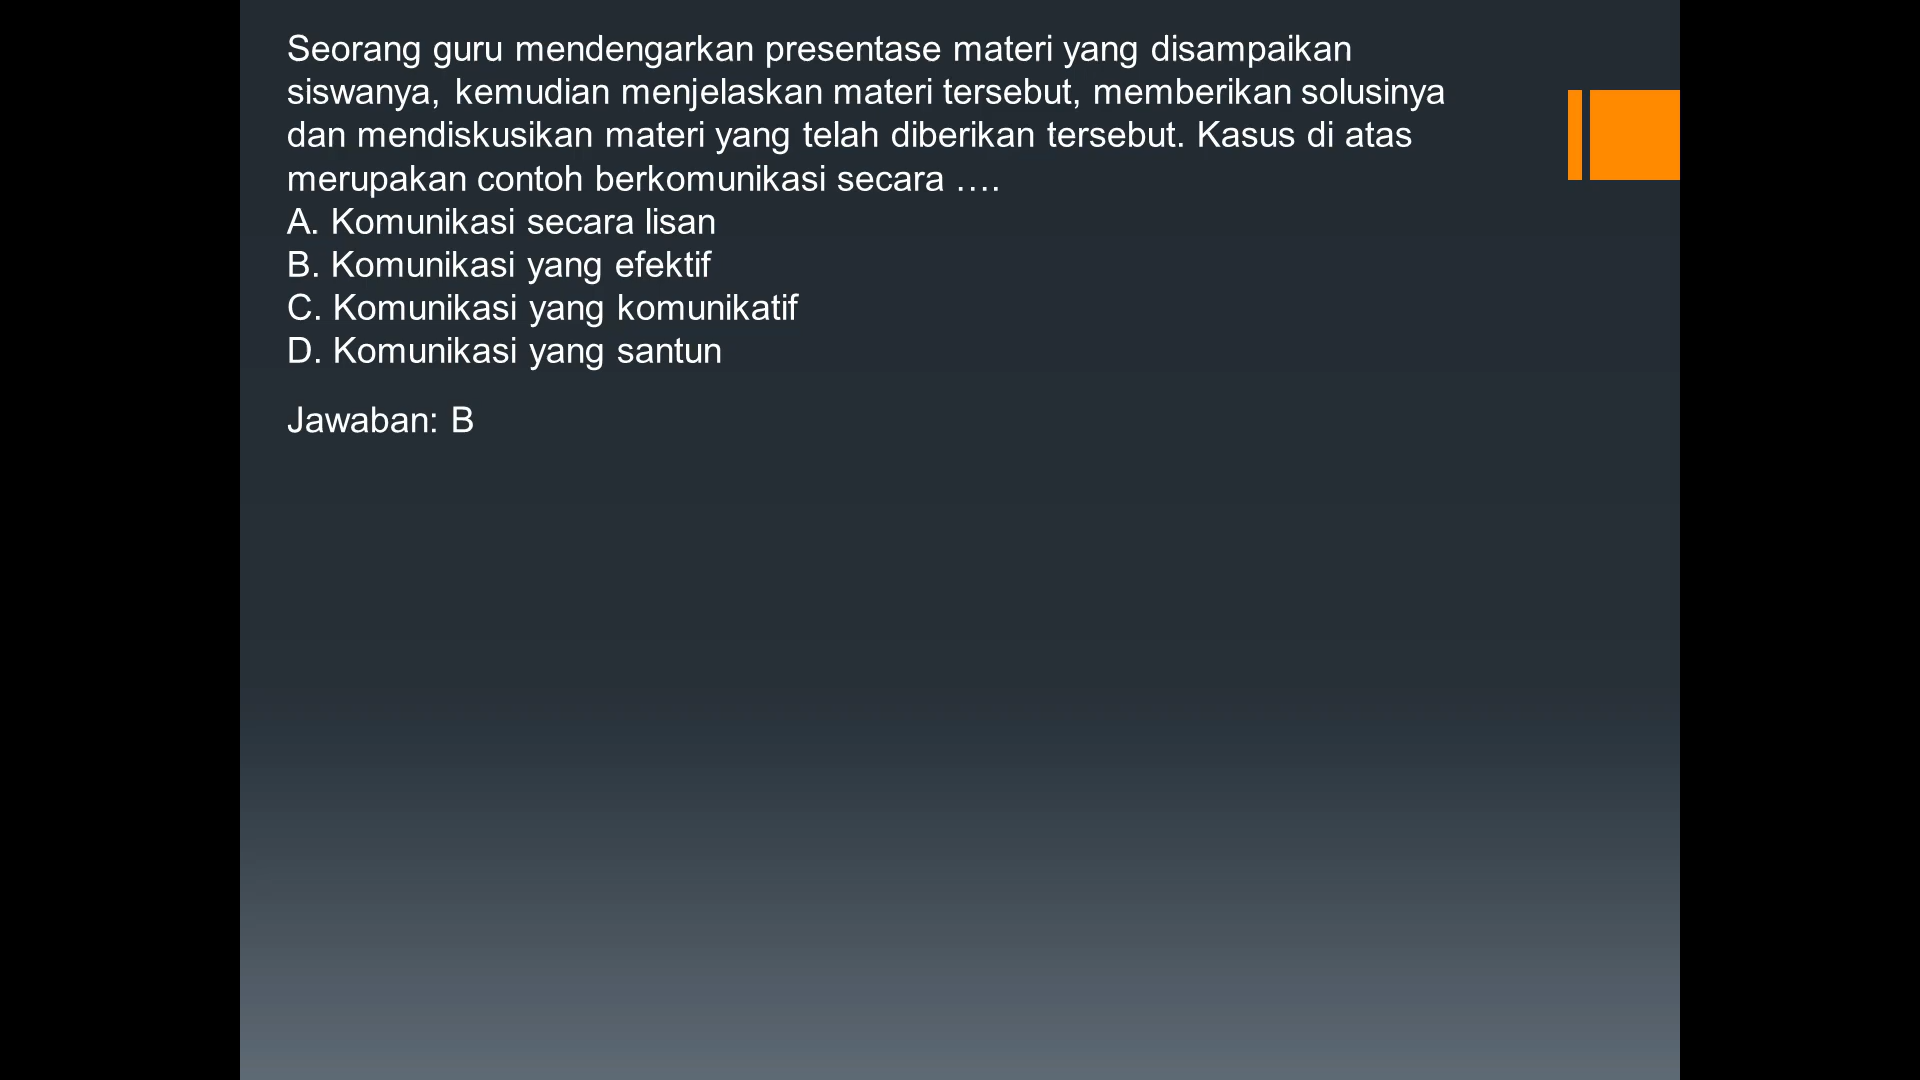 Seorang guru mendengarkan presentase materi yang disampaikan
siswanya, kemudian menjelaskan materi tersebut, memberikan solusinya
dan mendiskusikan materi yang telah diberikan tersebut. Kasus di atas
merupakan contoh berkomunikasi secara ….
A. Komunikasi secara lisan
B. Komunikasi yang efektif
C. Komunikasi yang komunikatif
D. Komunikasi yang santun
Jawaban: B